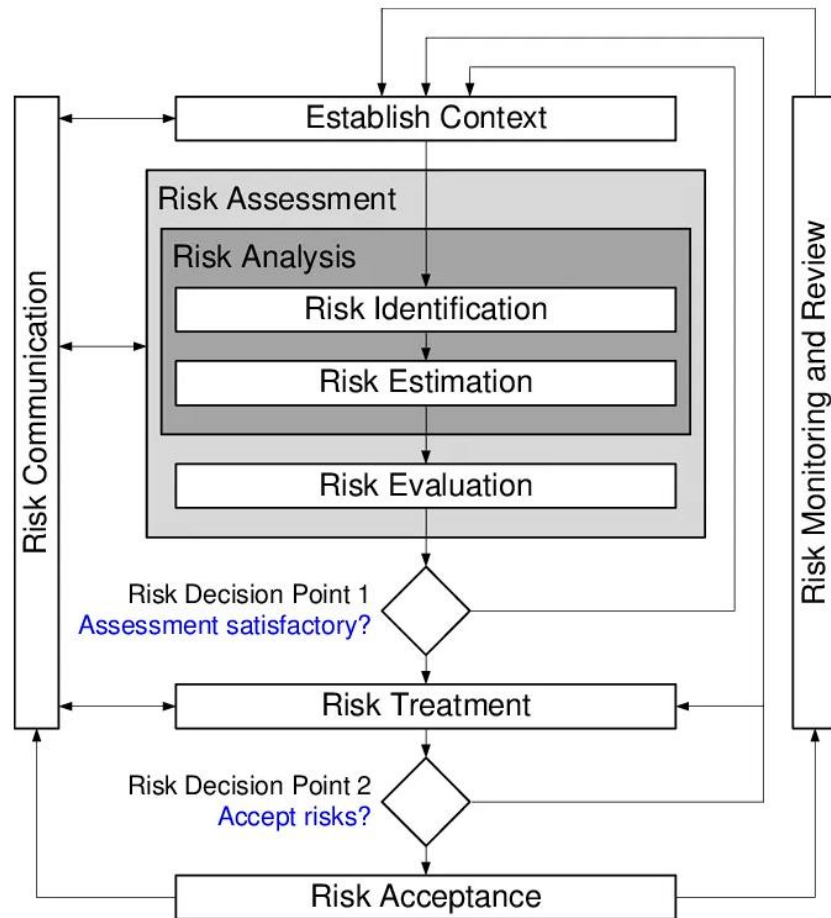 Establish Context
Risk Assessment
Risk Analysis
Risk Identification
Risk Estimation
Risk Evaluation
Risk Decision Point 1
Assessment satisfactory?
Risk Treatment
Risk Decision Point 2
Accept risks?
Risk Acceptance
Risk Communication
Risk Monitoring and Review